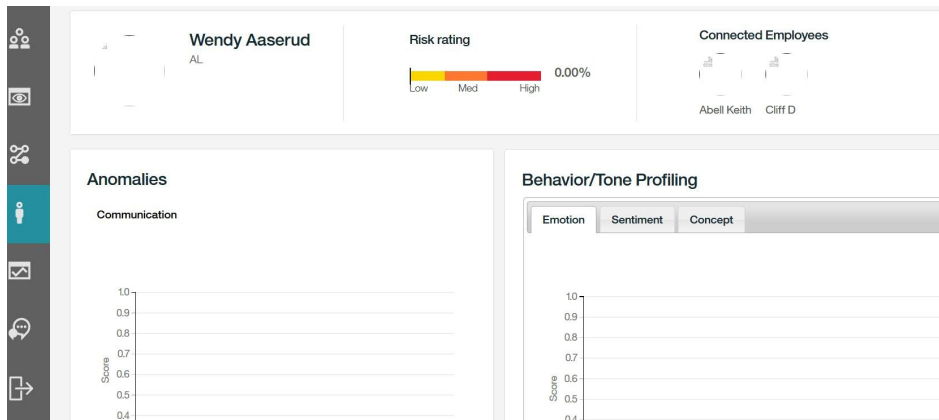 Wendy Aaserud
AL
Risk rating
0.00%
Low Med High
Connected Employees
Abell Keith Cliff D
Anomalies
Communication
1.0
0.9
0.8
0.7
0.6
0.5
0.4
Score
Behavior/Tone Profiling
Emotion Sentiment Concept
1.0
0.9
0.8
0.7
0.6
0.5
0.4
Score